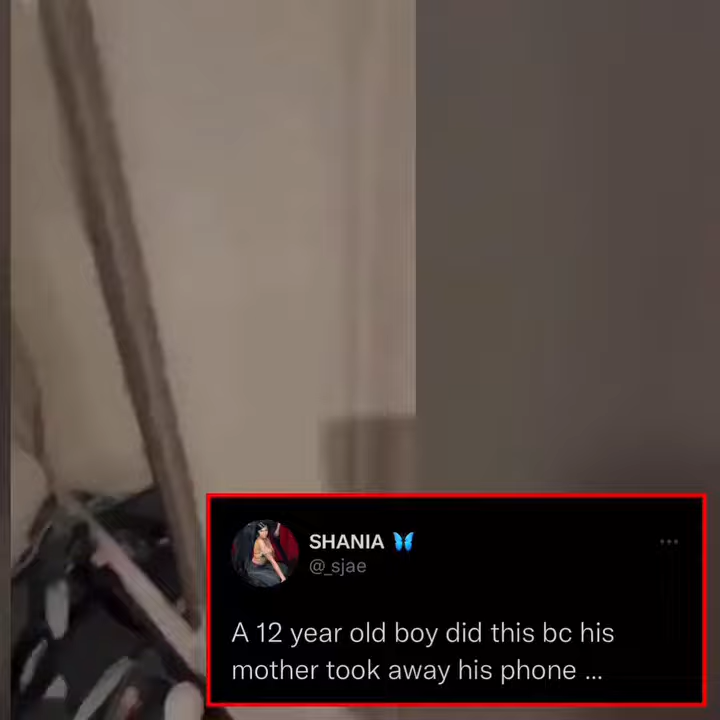 SHANIA 🦋
@_sjae
A 12 year old boy did this bc his
mother took away his phone ...